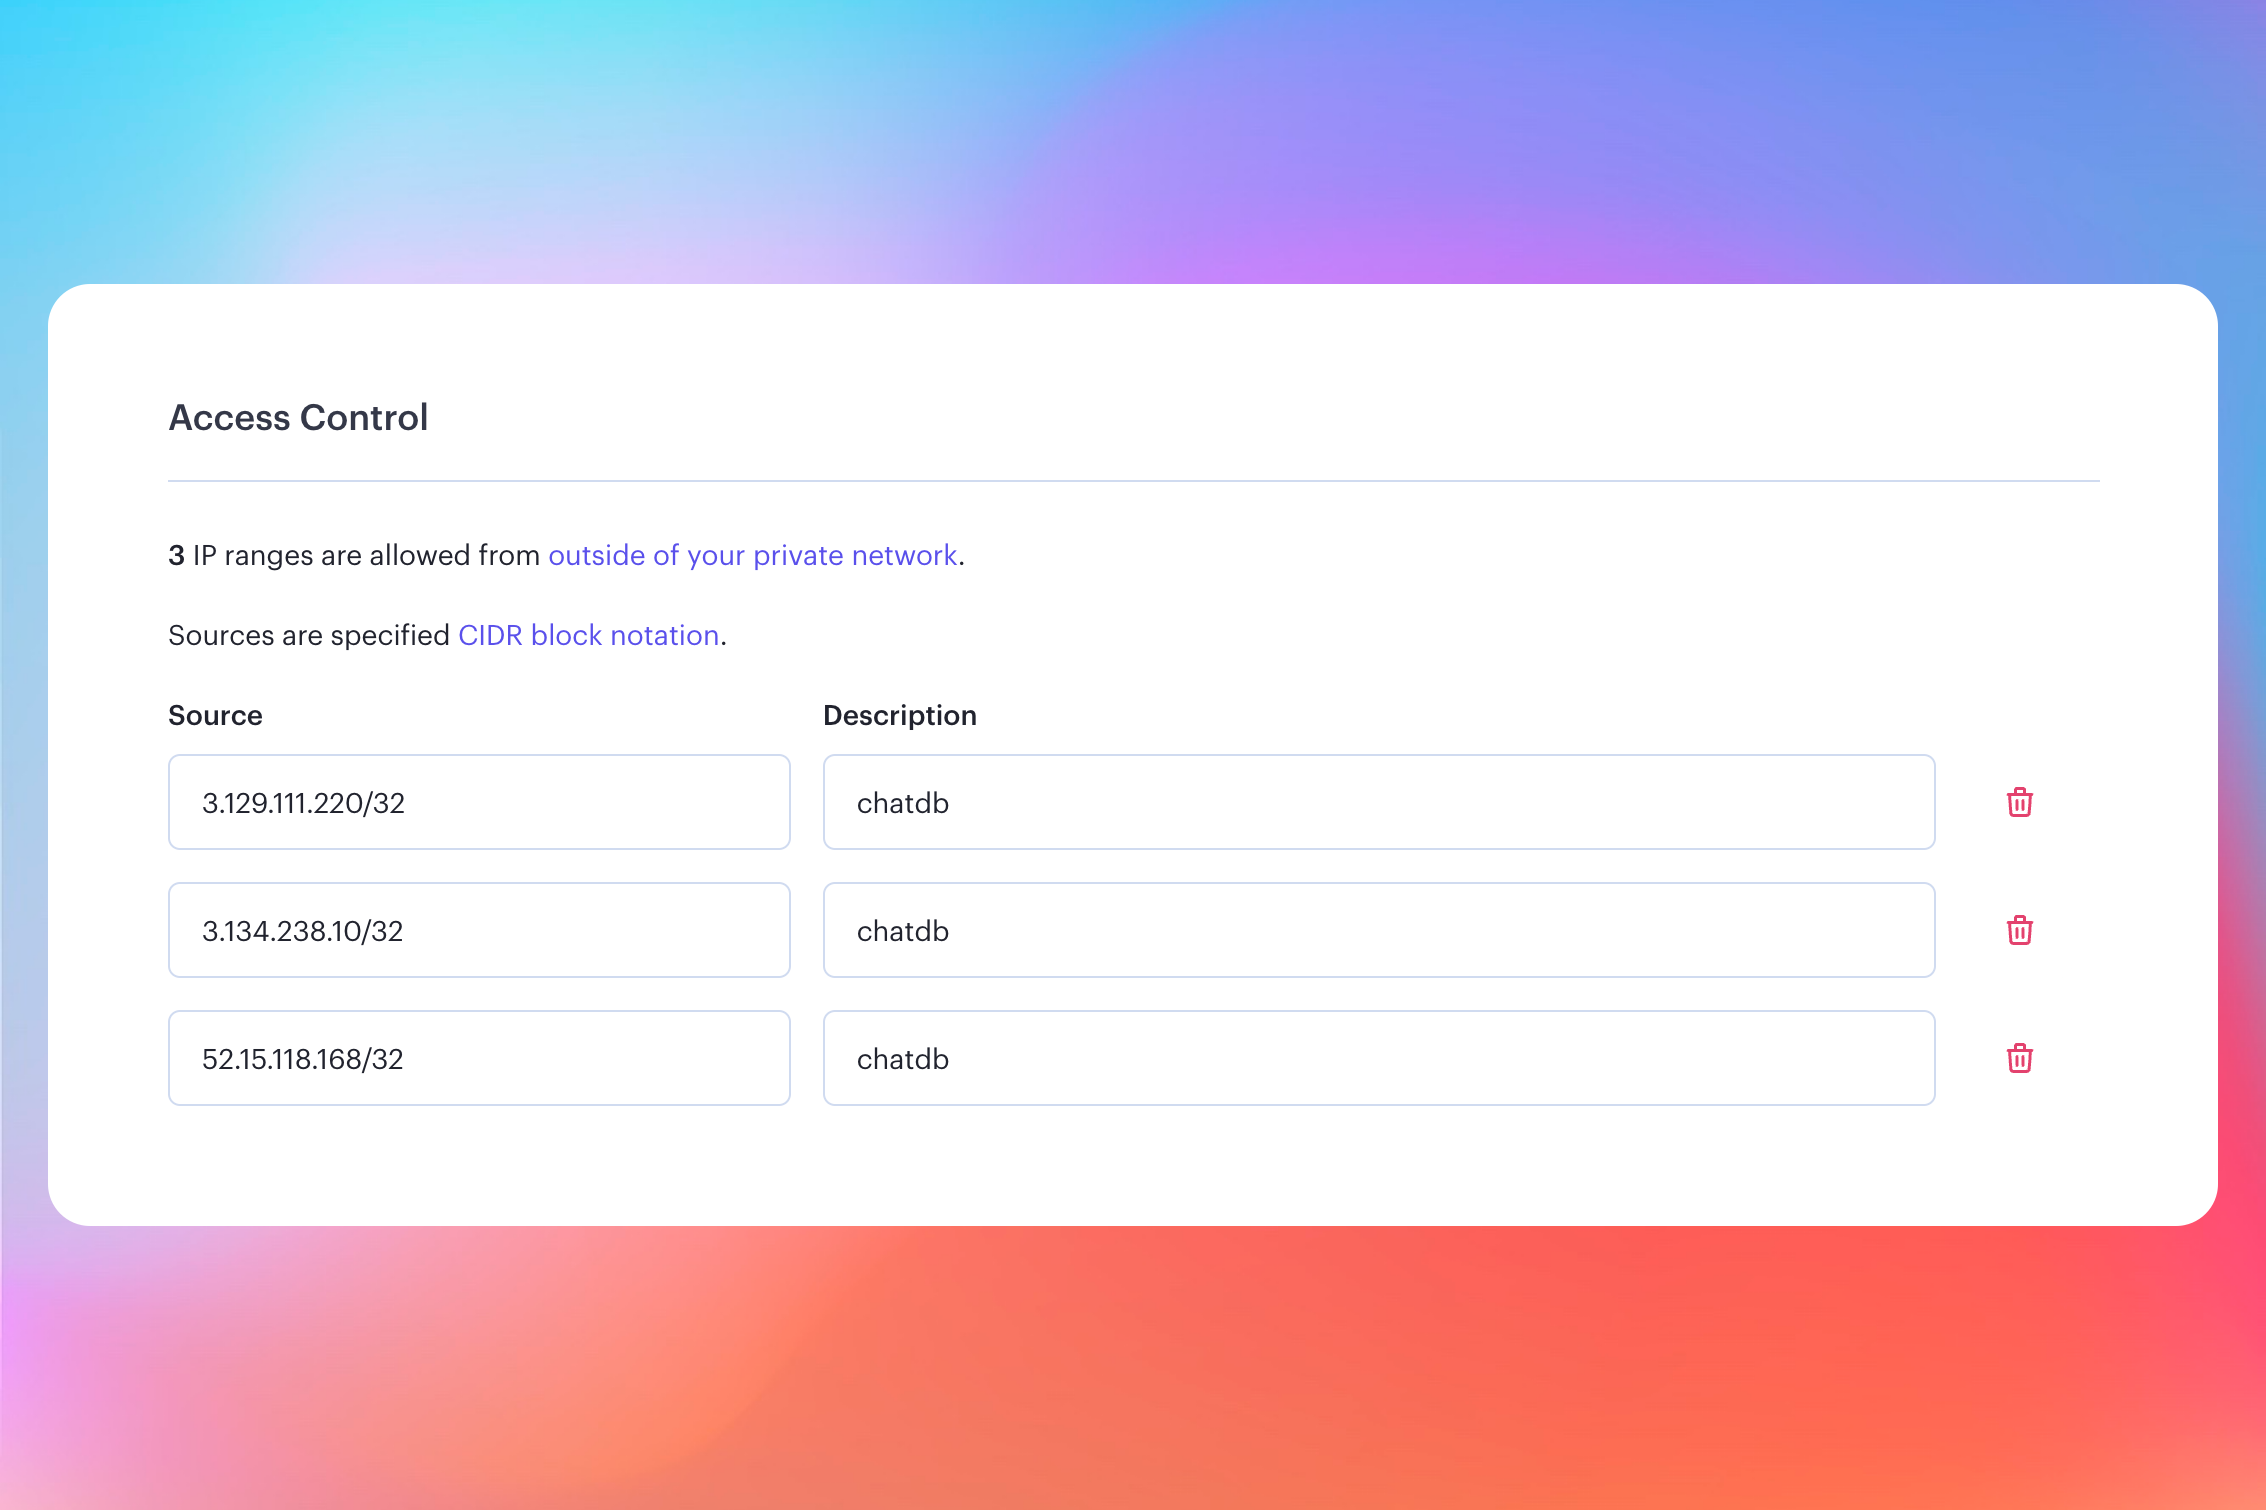 Access Control
3 IP ranges are allowed from outside of your private network.
Sources are specified CIDR block notation.
Source Description
3.129.111.220/32 chatdb
3.134.238.10/32 chatdb
52.15.118.168/32 chatdb